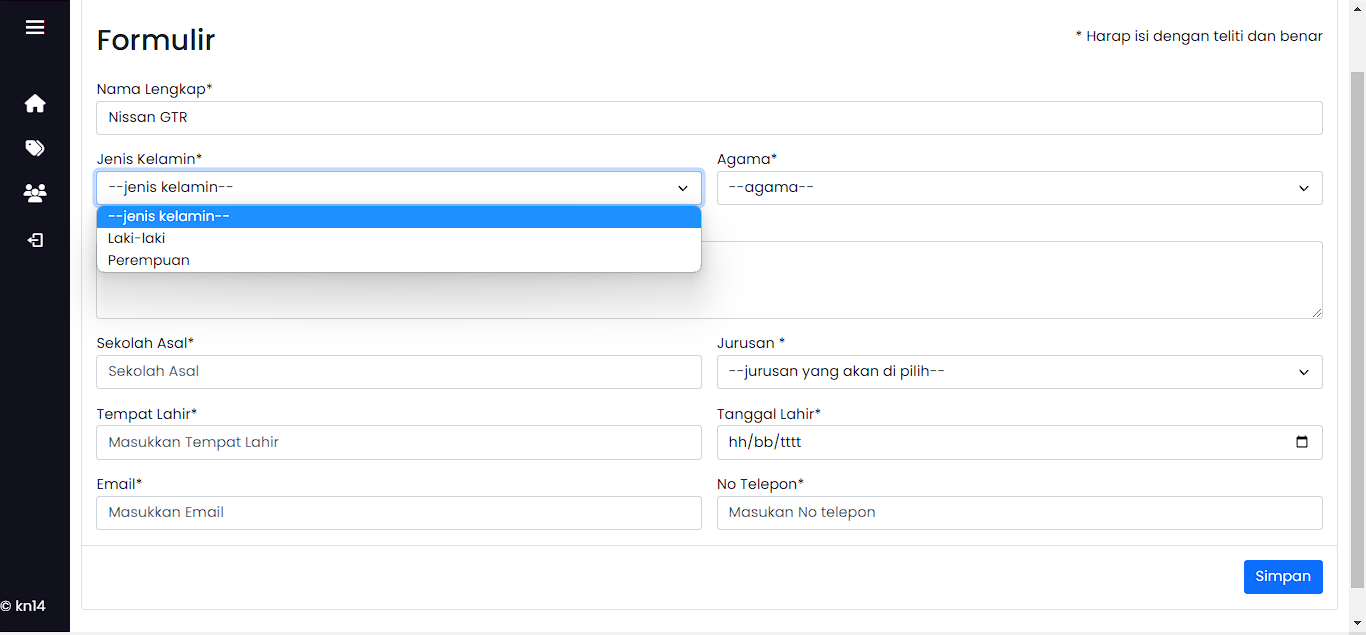 Formulir
* Harap isi dengan teliti dan benar
Nama Lengkap*
Nissan GTR
Jenis Kelamin*
Agama*
--jenis kelamin--
--agama--
--jenis kelamin--
Laki-laki
Perempuan
Sekolah Asal*
Jurusan *
Sekolah Asal
--jurusan yang akan di pilih--
Tempat Lahir*
Tanggal Lahir*
Masukkan Tempat Lahir
hh/bb/tttt
Email*
No Telepon*
Masukkan Email
Masukan No telepon
Simpan
© kn14